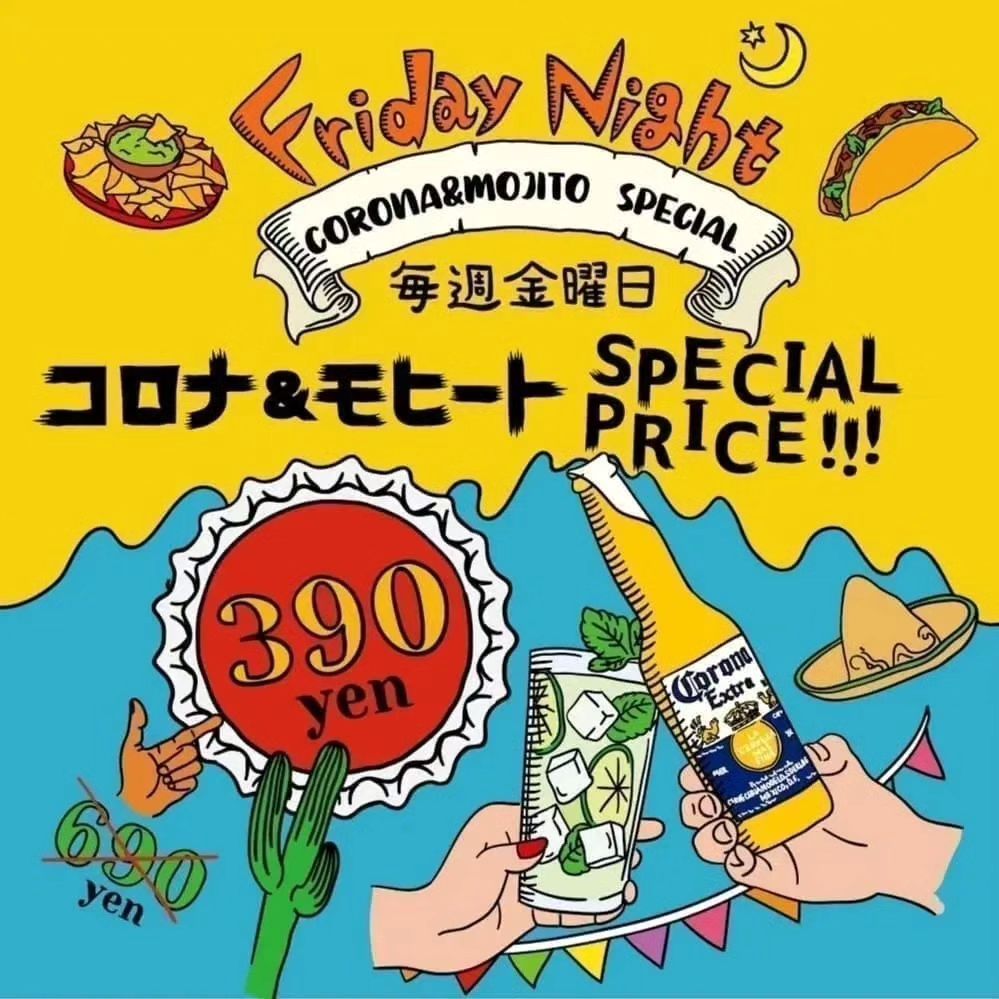 Friday Night
CORONA&MOJITO SPECIAL
毎週金曜日
コロナ&モヒート
SPECIAL
PRICE!!!
390
yen
690
yen
Corona
Extra